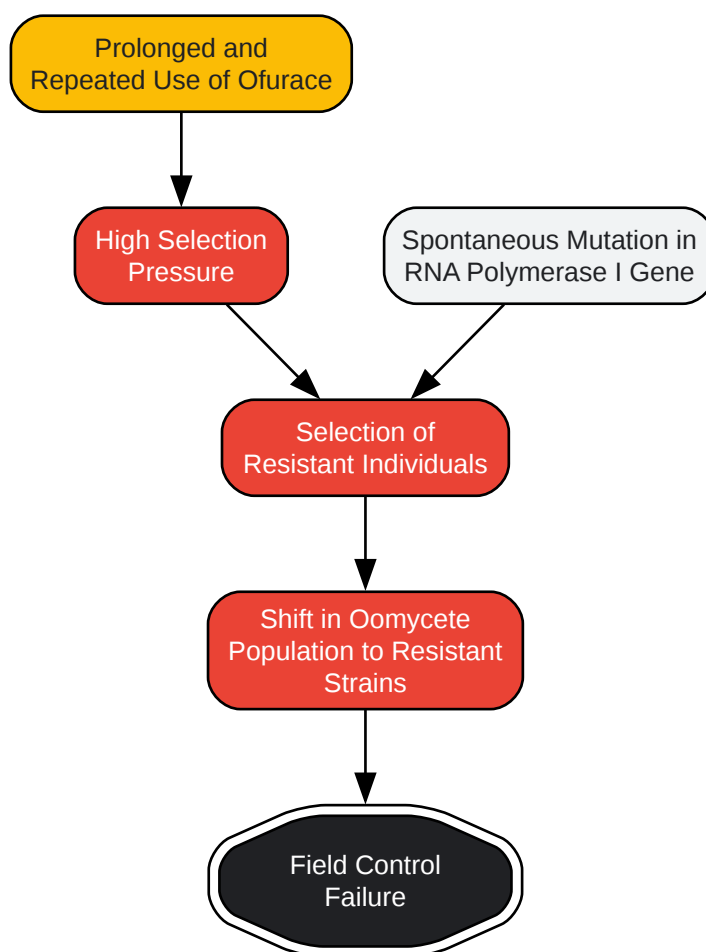 Prolonged and
Repeated Use of Ofurace
High Selection
Pressure
Spontaneous Mutation in
RNA Polymerase I Gene
Selection of
Resistant Individuals
Shift in Oomycete
Population to Resistant
Strains
Field Control
Failure